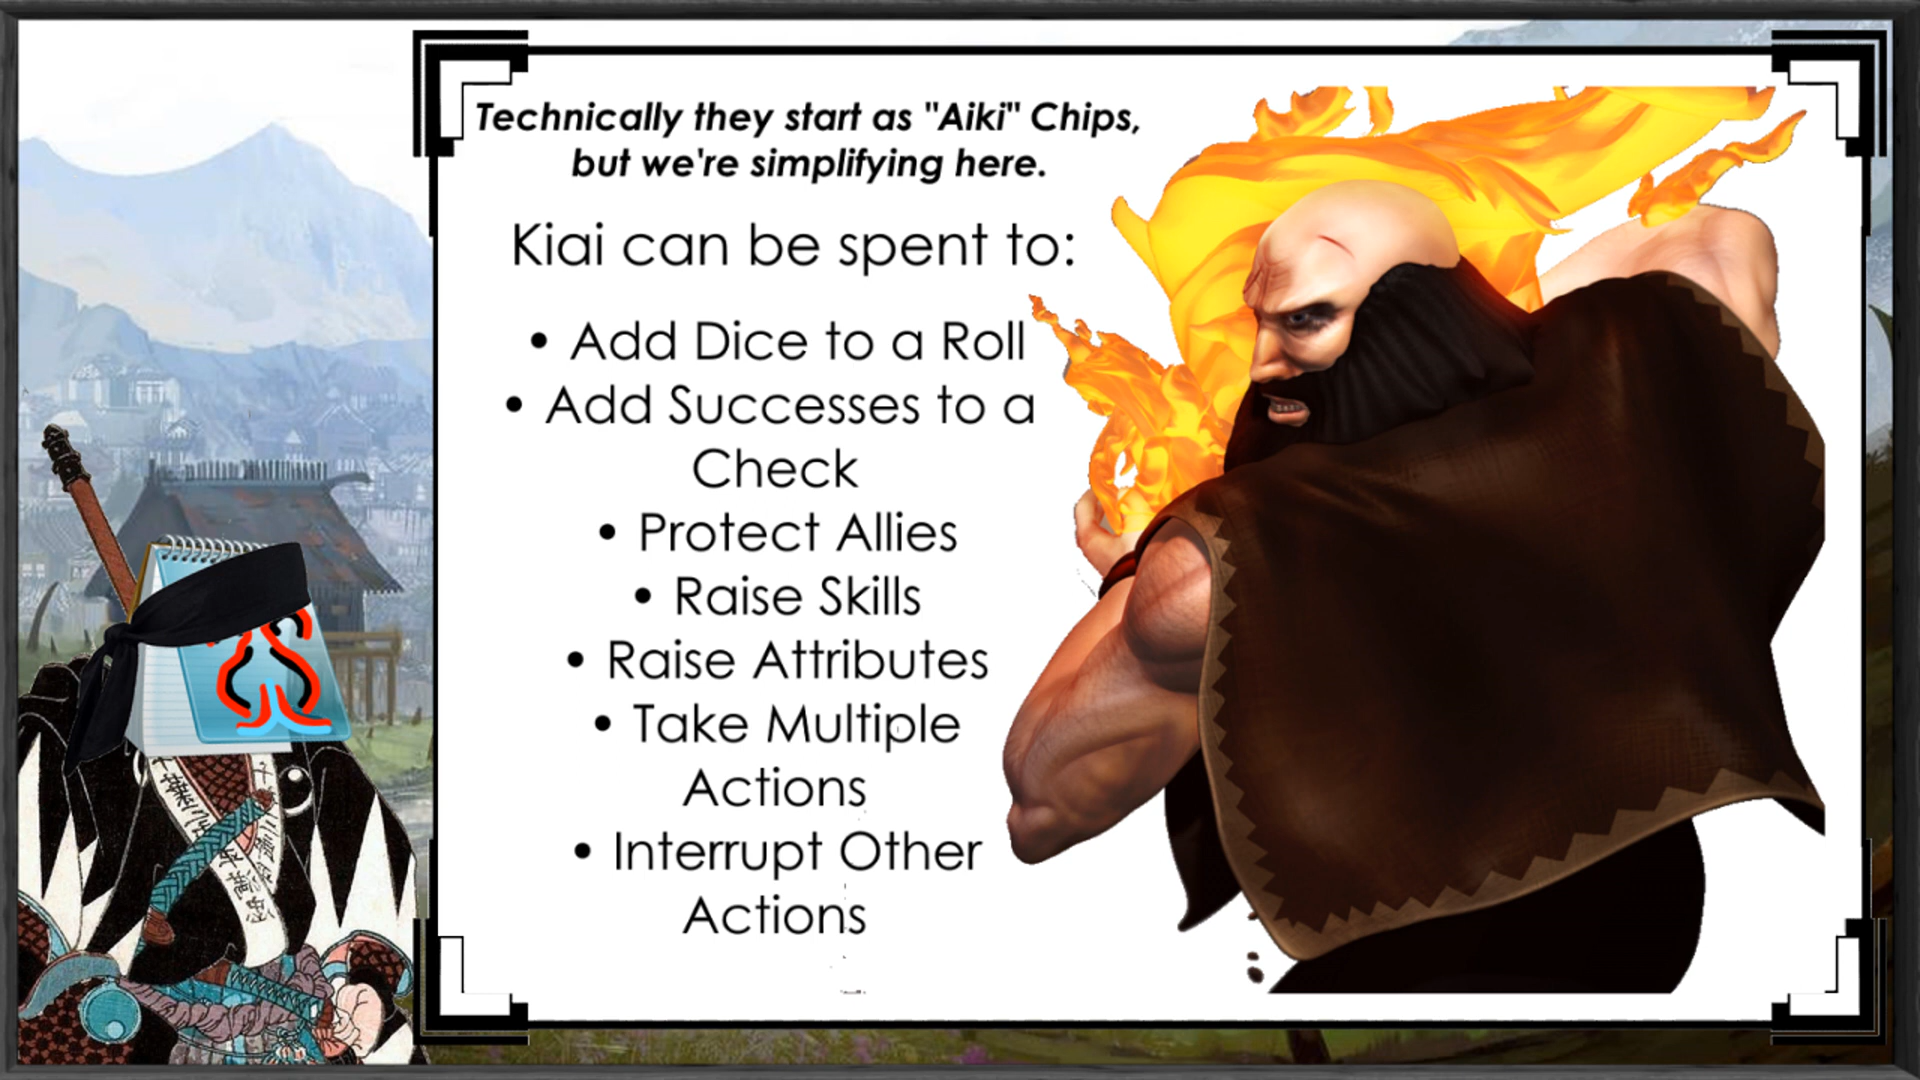 Technically they start as "Aiki" Chips,
but we're simplifying here.
Kiai can be spent to:
• Add Dice to a Roll
• Add Successes to a
Check
• Protect Allies
• Raise Skills
• Raise Attributes
• Take Multiple
Actions
• Interrupt Other
Actions